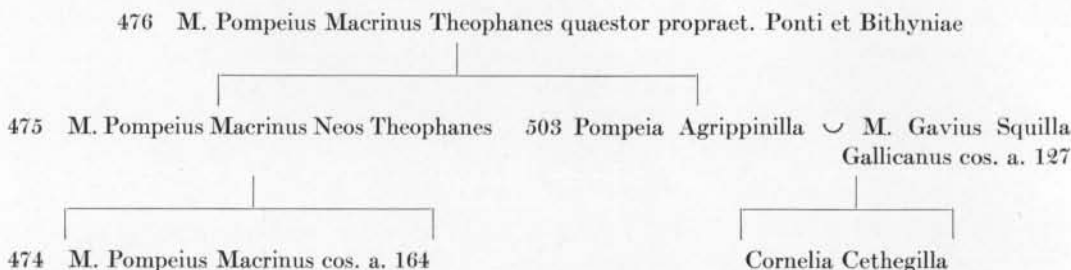 476 M. Pompeius Macrinus Theophanes quaestor propraet. Ponti et Bithyniae
475 M. Pompeius Macrinus Neos Theophanes 503 Pompeia Agrippinilla ◡ M. Gavius Squilla
Gallicanus cos. a. 127
474 M. Pompeius Macrinus cos. a. 164 Cornelia Cethegilla